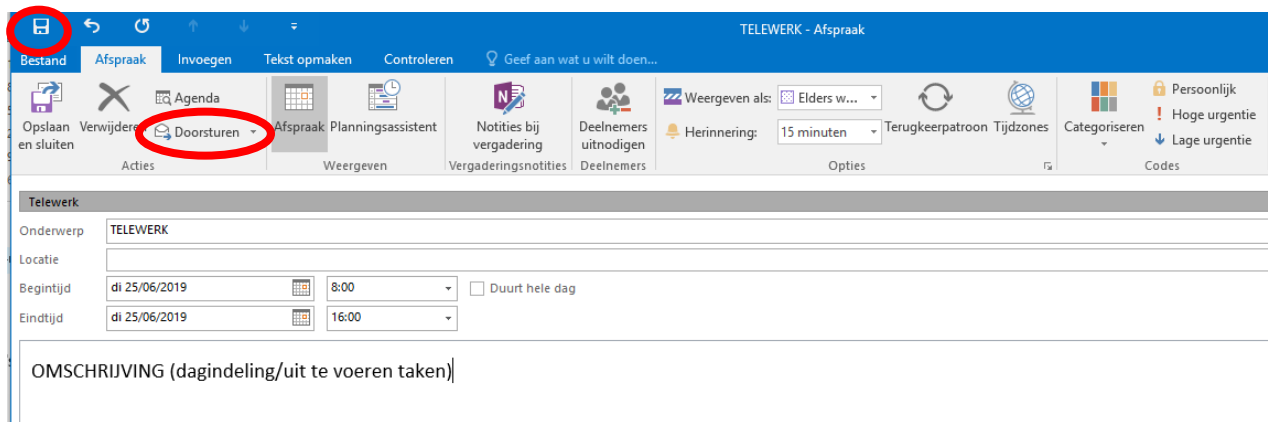 TELEWERK - Afspraak
Bestand Afspraak Invoegen Tekst opmaken Controleren Geef aan wat u wilt doen...
Opslaan en sluiten
Verwijderen
Agenda
Doorsturen
Afspraak
Planningsassistent
Notities bij vergadering
Deelnemers uitnodigen
Weergeven als: Elders w...
Herinnering: 15 minuten
Terugkeerpatroon
Tijdzones
Categoriseren
Persoonlijk
Hoge urgentie
Lage urgentie
Acties Weergeven Vergaderingsnotities Deelnemers Opties Codes
Telewerk
Onderwerp TELEWERK
Locatie
Begintijd di 25/06/2019 8:00 Duurt hele dag
Eindtijd di 25/06/2019 16:00
OMSCHRIJVING (dagindeling/uit te voeren taken)